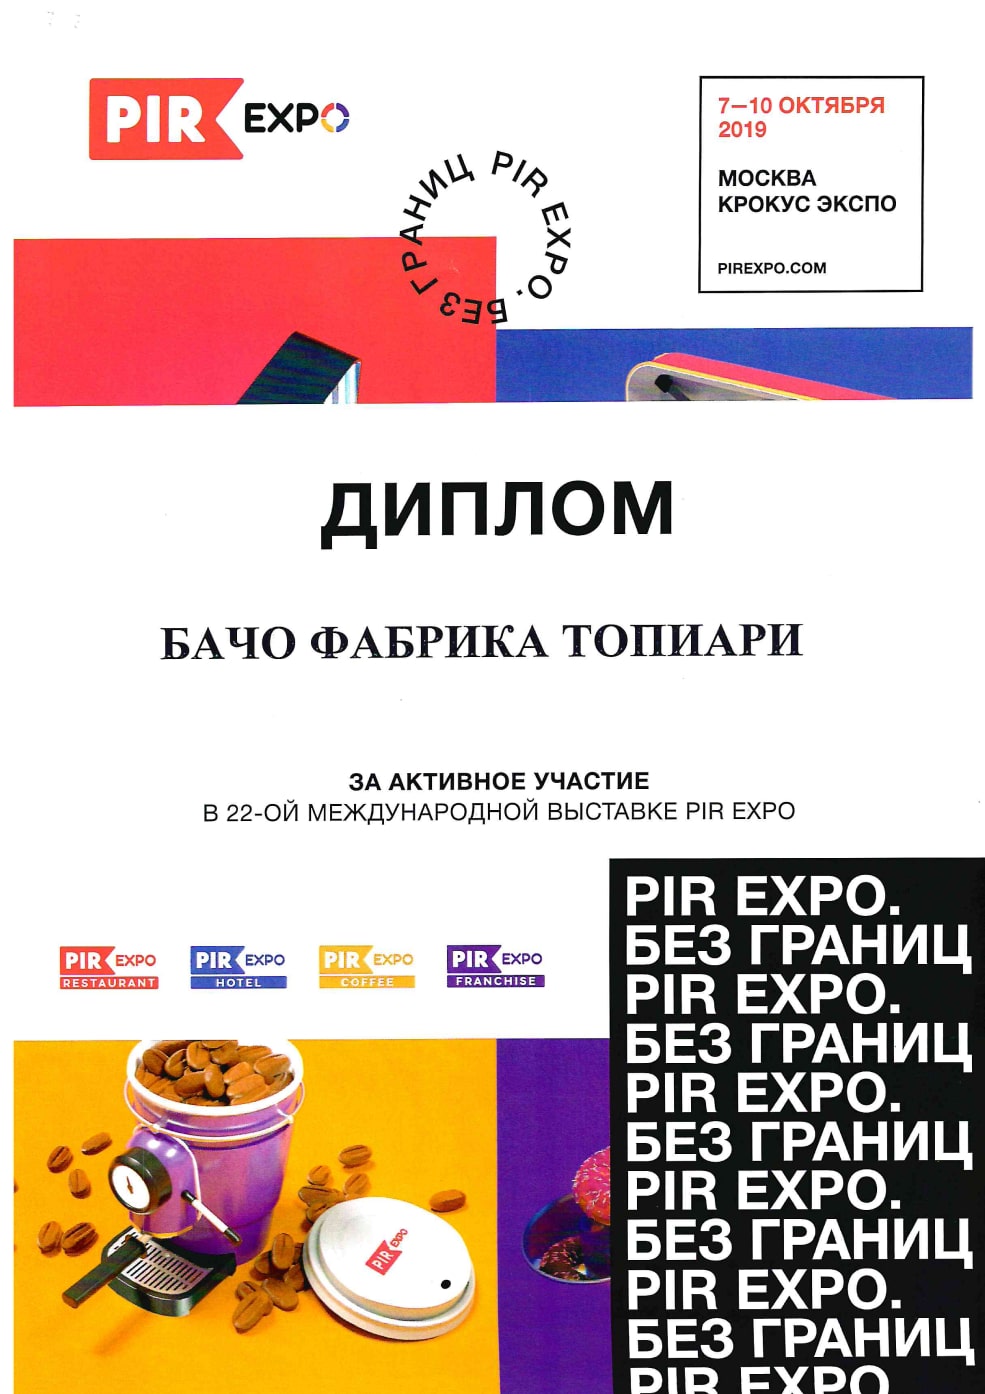 PIR EXPO
7—10 ОКТЯБРЯ
2019
МОСКВА
КРОКУС ЭКСПО
PIREXPO.COM
PIR EXPO. БЕЗ ГРАНИЦ
ДИПЛОМ
БАЧО ФАБРИКА ТОПИАРИ
ЗА АКТИВНОЕ УЧАСТИЕ
В 22-ОЙ МЕЖДУНАРОДНОЙ ВЫСТАВКЕ PIR EXPO
PIR EXPO
RESTAURANT
PIR EXPO
HOTEL
PIR EXPO
COFFEE
PIR EXPO
FRANCHISE
PIR EXPO
PIR EXPO.
БЕЗ ГРАНИЦ
PIR EXPO.
БЕЗ ГРАНИЦ
PIR EXPO.
БЕЗ ГРАНИЦ
PIR EXPO.
БЕЗ ГРАНИЦ
PIR EXPO.
БЕЗ ГРАНИЦ
PIR EXPO